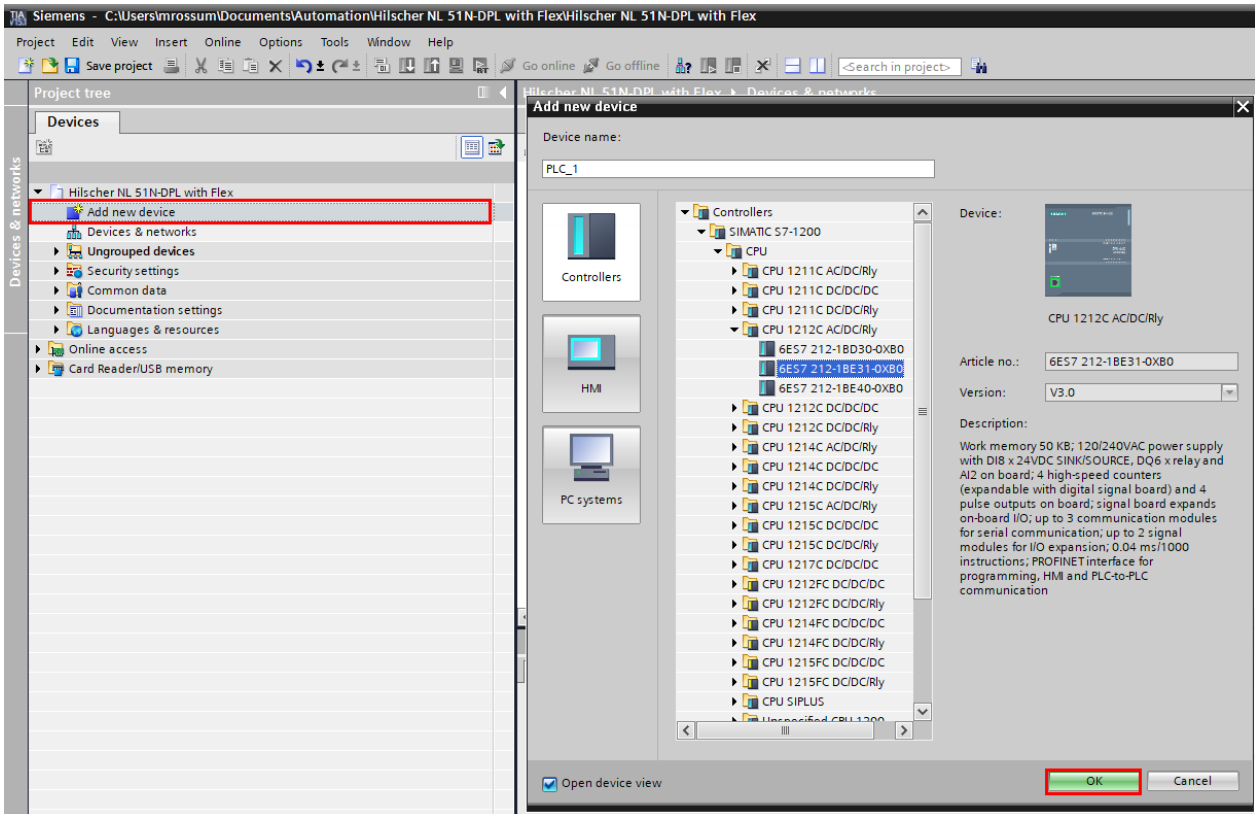 Siemens - C:\Users\mrossum\Documents\Automation\Hilscher NL 51N-DPL with Flex\Hilscher NL 51N-DPL with Flex
Project Edit View Insert Online Options Tools Window Help
Save project Go online Go offline <Search in project>
Project tree
Hilscher NL 51N-DPL with Flex Devices & networks
Devices
Devices & networks
Hilscher NL 51N-DPL with Flex
Add new device
Devices & networks
Ungrouped devices
Security settings
Common data
Documentation settings
Languages & resources
Online access
Card Reader/USB memory
Add new device
Device name:
PLC_1
Controllers
HMI
PC systems
Controllers
SIMATIC S7-1200
CPU
CPU 1211C AC/DC/Rly
CPU 1211C DC/DC/DC
CPU 1211C DC/DC/Rly
CPU 1212C AC/DC/Rly
6ES7 212-1BD30-0XB0
6ES7 212-1BE31-0XB0
6ES7 212-1BE40-0XB0
CPU 1212C DC/DC/DC
CPU 1212C DC/DC/Rly
CPU 1214C AC/DC/Rly
CPU 1214C DC/DC/DC
CPU 1214C DC/DC/Rly
CPU 1215C AC/DC/Rly
CPU 1215C DC/DC/DC
CPU 1215C DC/DC/Rly
CPU 1217C DC/DC/DC
CPU 1212FC DC/DC/DC
CPU 1212FC DC/DC/Rly
CPU 1214FC DC/DC/DC
CPU 1214FC DC/DC/Rly
CPU 1215FC DC/DC/DC
CPU 1215FC DC/DC/Rly
CPU SIPLUS
Unspecified CPU 1200
Device:
CPU 1212C AC/DC/Rly
Article no.: 6ES7 212-1BE31-0XB0
Version: V3.0
Description:
Work memory 50 KB; 120/240VAC power supply
with DI8 x 24VDC SINK/SOURCE, DQ6 x relay and
AI2 on board; 4 high-speed counters
(expandable with digital signal board) and 4
pulse outputs on board; signal board expands
on-board I/O; up to 3 communication modules
for serial communication; up to 2 signal
modules for I/O expansion; 0.04 ms/1000
instructions; PROFINET interface for
programming, HMI and PLC-to-PLC
communication
Open device view
OK Cancel